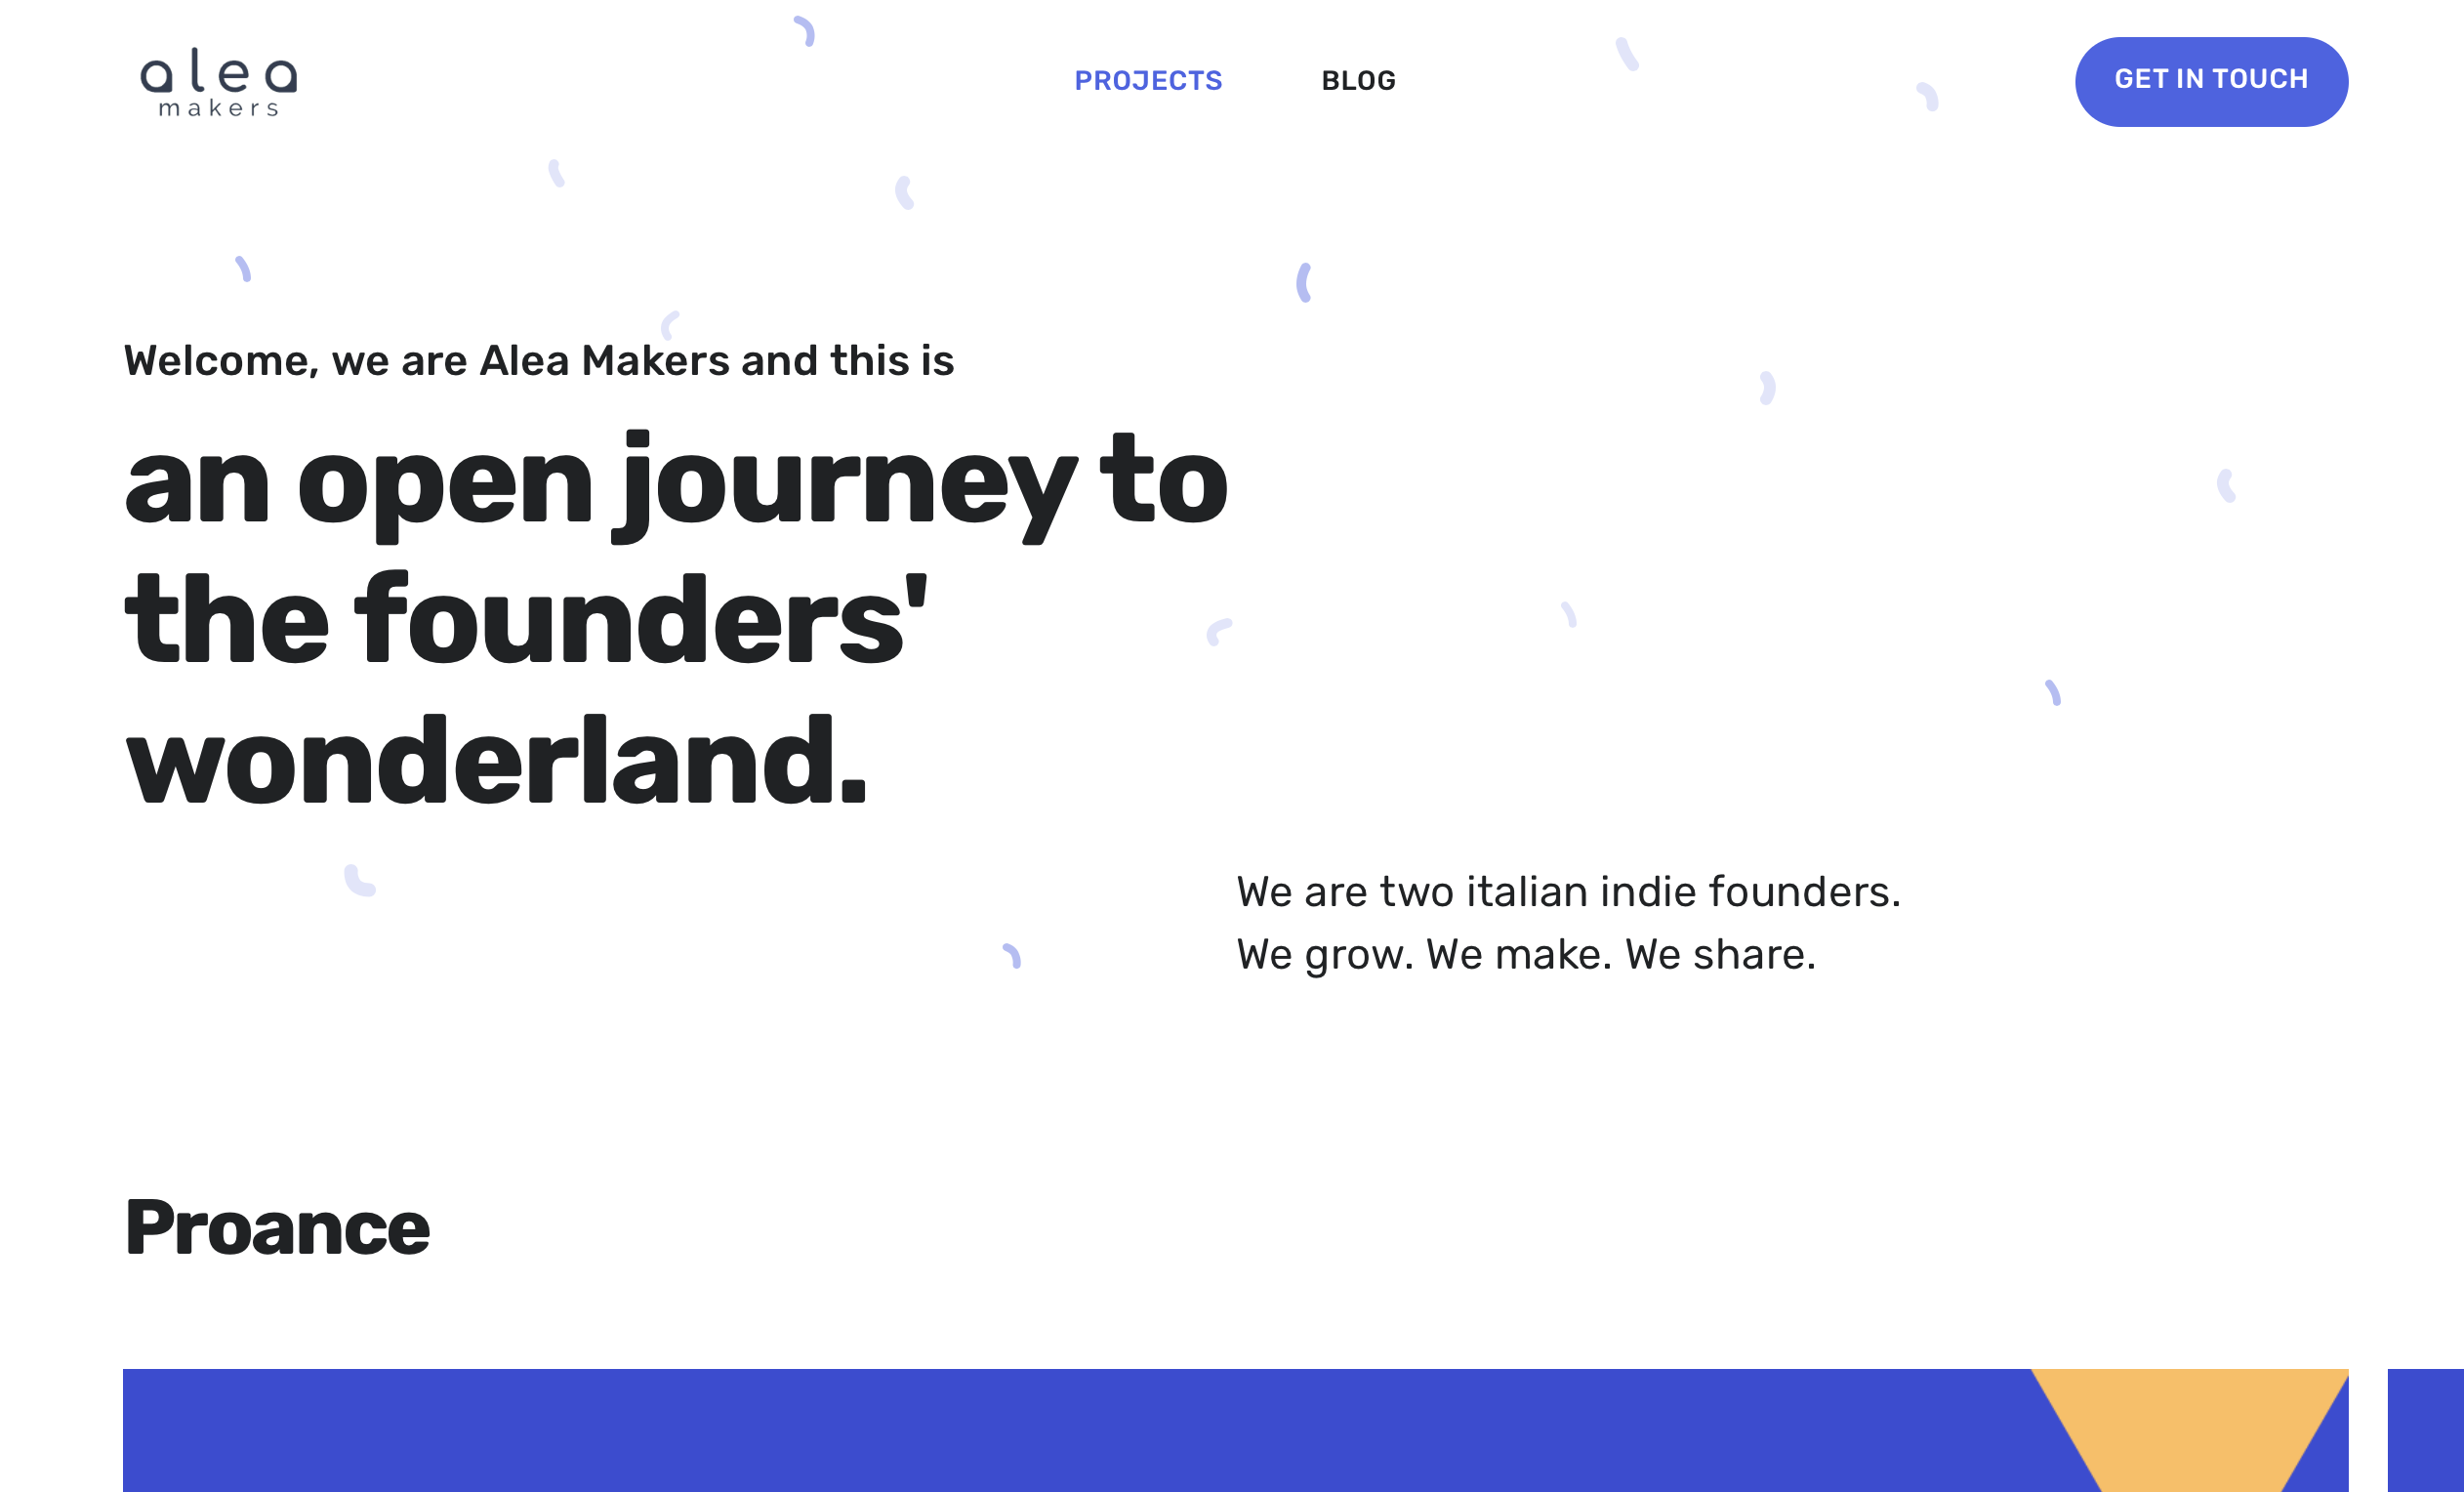 alea
makers
PROJECTS
BLOG
GET IN TOUCH
Welcome, we are Alea Makers and this is
an open journey to
the founders'
wonderland.
We are two italian indie founders.
We grow. We make. We share.
Proance